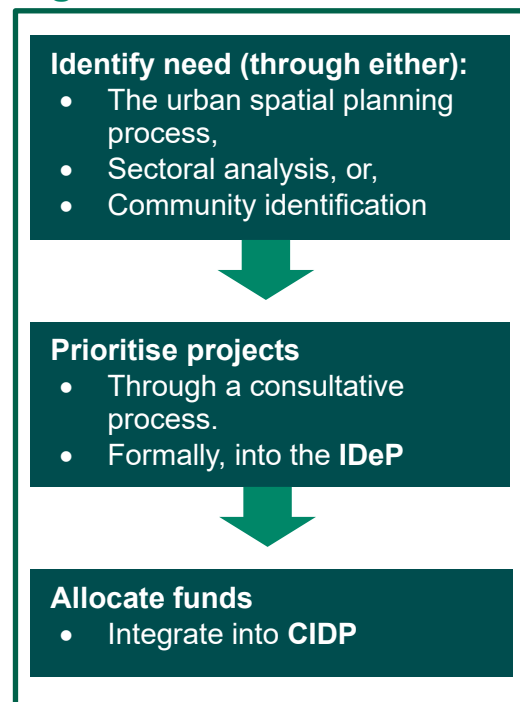 Identify need (through either):
• The urban spatial planning
process,
• Sectoral analysis, or,
• Community identification
Prioritise projects
• Through a consultative
process.
• Formally, into the IDeP
Allocate funds
• Integrate into CIDP